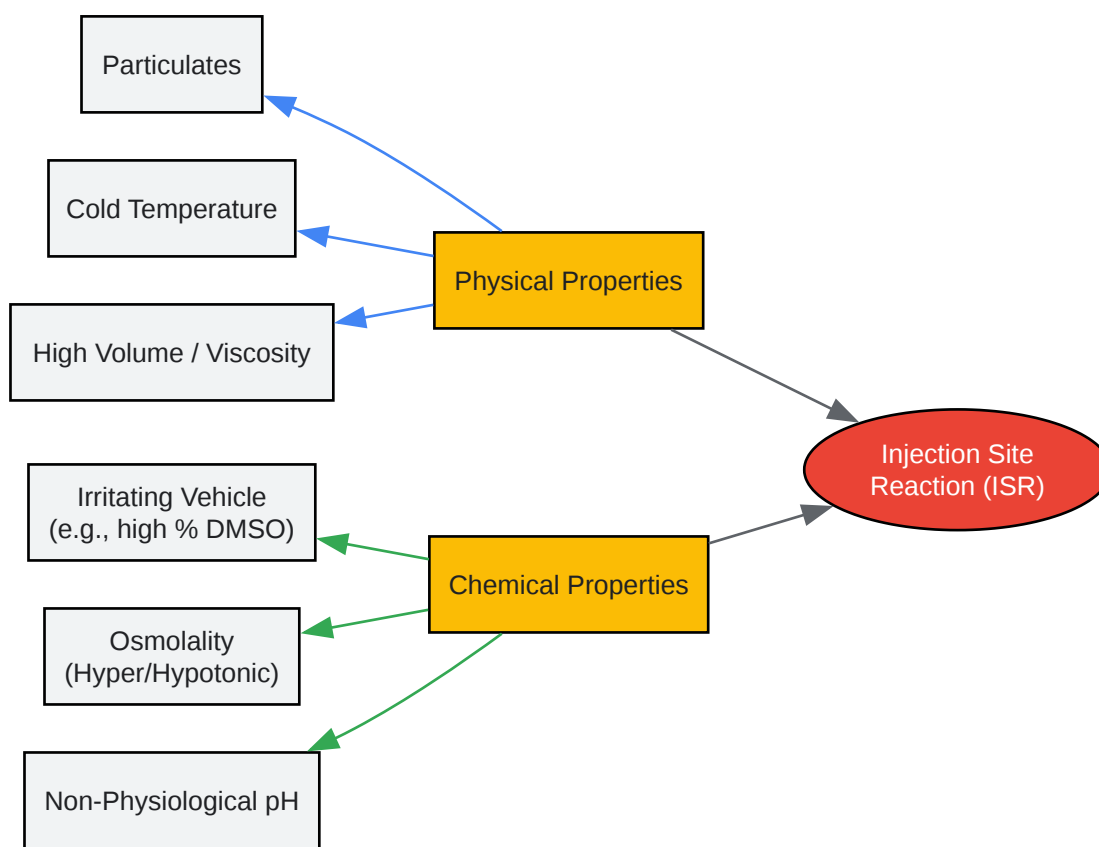 Particulates
Cold Temperature
Physical Properties
High Volume / Viscosity
Injection Site
Reaction (ISR)
Irritating Vehicle
(e.g., high % DMSO)
Chemical Properties
Osmolality
(Hyper/Hypotonic)
Non-Physiological pH